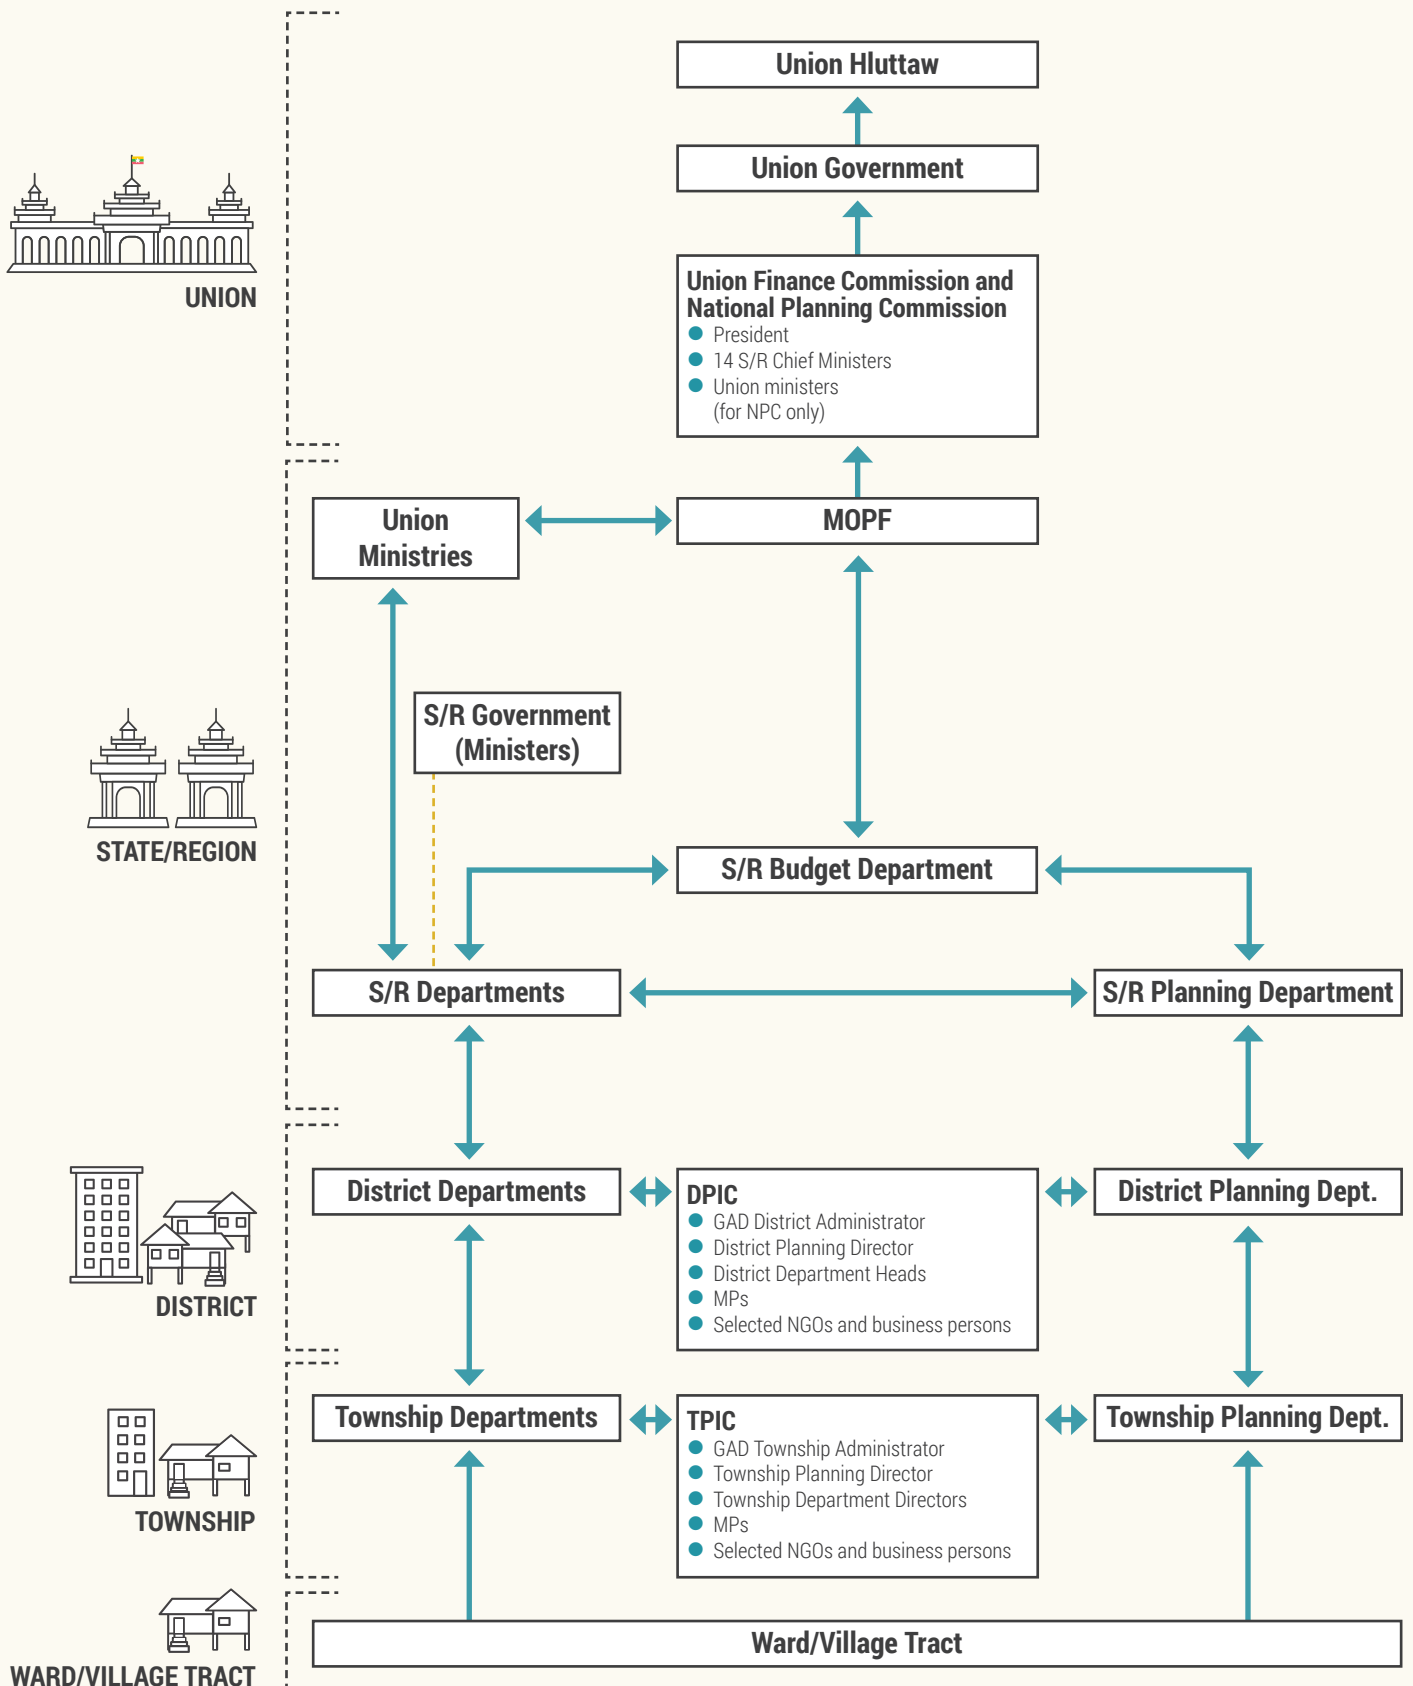 Union Hluttaw
Union Government
UNION
Union Finance Commission and
National Planning Commission
President
14 S/R Chief Ministers
Union ministers
(for NPC only)
Union
Ministries
MOPF
S/R Government
(Ministers)
STATE/REGION
S/R Budget Department
S/R Departments
S/R Planning Department
District Departments
DPIC
GAD District Administrator
District Planning Director
District Department Heads
MPs
Selected NGOs and business persons
District Planning Dept.
DISTRICT
Township Departments
TPIC
GAD Township Administrator
Township Planning Director
Township Department Directors
MPs
Selected NGOs and business persons
Township Planning Dept.
TOWNSHIP
Ward/Village Tract
WARD/VILLAGE TRACT